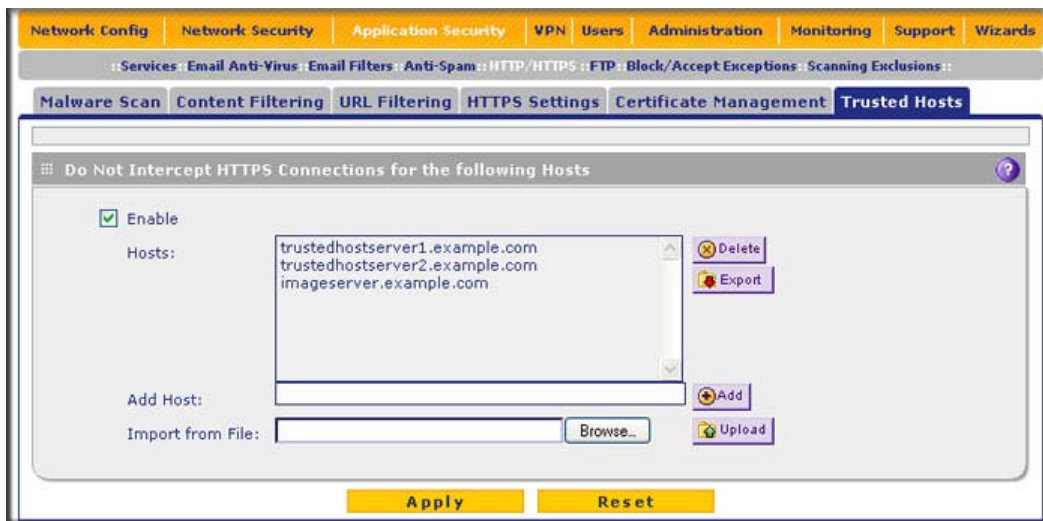 Network Config Network Security Application Security VPN Users Administration Monitoring Support Wizards
:: Services :: Email Anti-Virus :: Email Filters :: Anti-Spam :: HTTP/HTTPS :: FTP :: Block/Accept Exceptions :: Scanning Exclusions ::
Malware Scan Content Filtering URL Filtering HTTPS Settings Certificate Management Trusted Hosts
Do Not Intercept HTTPS Connections for the following Hosts ?
Enable
Hosts: trustedhostserver1.example.com Delete
trustedhostserver2.example.com
imageserver.example.com Export
Add Host: Add
Import from File: Browse... Upload
Apply Reset